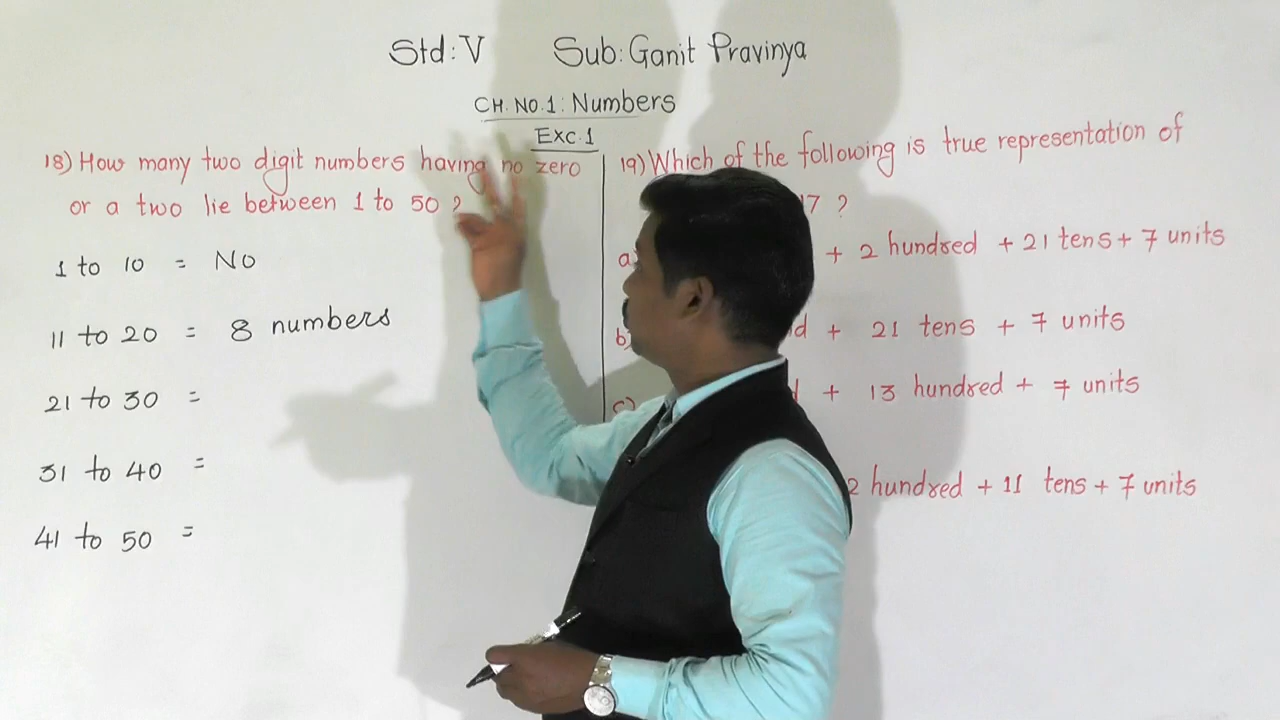 Std: V Sub: Ganit Pravinya
CH. NO. 1: Numbers
EXC. 1
18) How many two digit numbers having no zero
or a two lie between 1 to 50 ?
1 to 10 = No
11 to 20 = 8 numbers
21 to 30 =
31 to 40 =
41 to 50 =
19) Which of the following is true representation of
17 ?
a) + 2 hundred + 21 tens + 7 units
b) d + 21 tens + 7 units
c) + 13 hundred + 7 units
2 hundred + 11 tens + 7 units